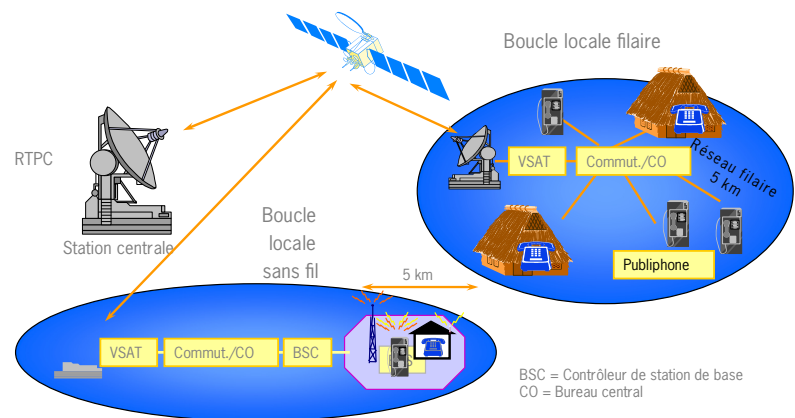 Boucle locale filaire
RTPC
Station centrale
VSAT
Commut./CO
Réseau filaire
5 km
Publiphone
Boucle
locale
sans fil
5 km
VSAT
Commut./CO
BSC
BSC = Contrôleur de station de base
CO = Bureau central